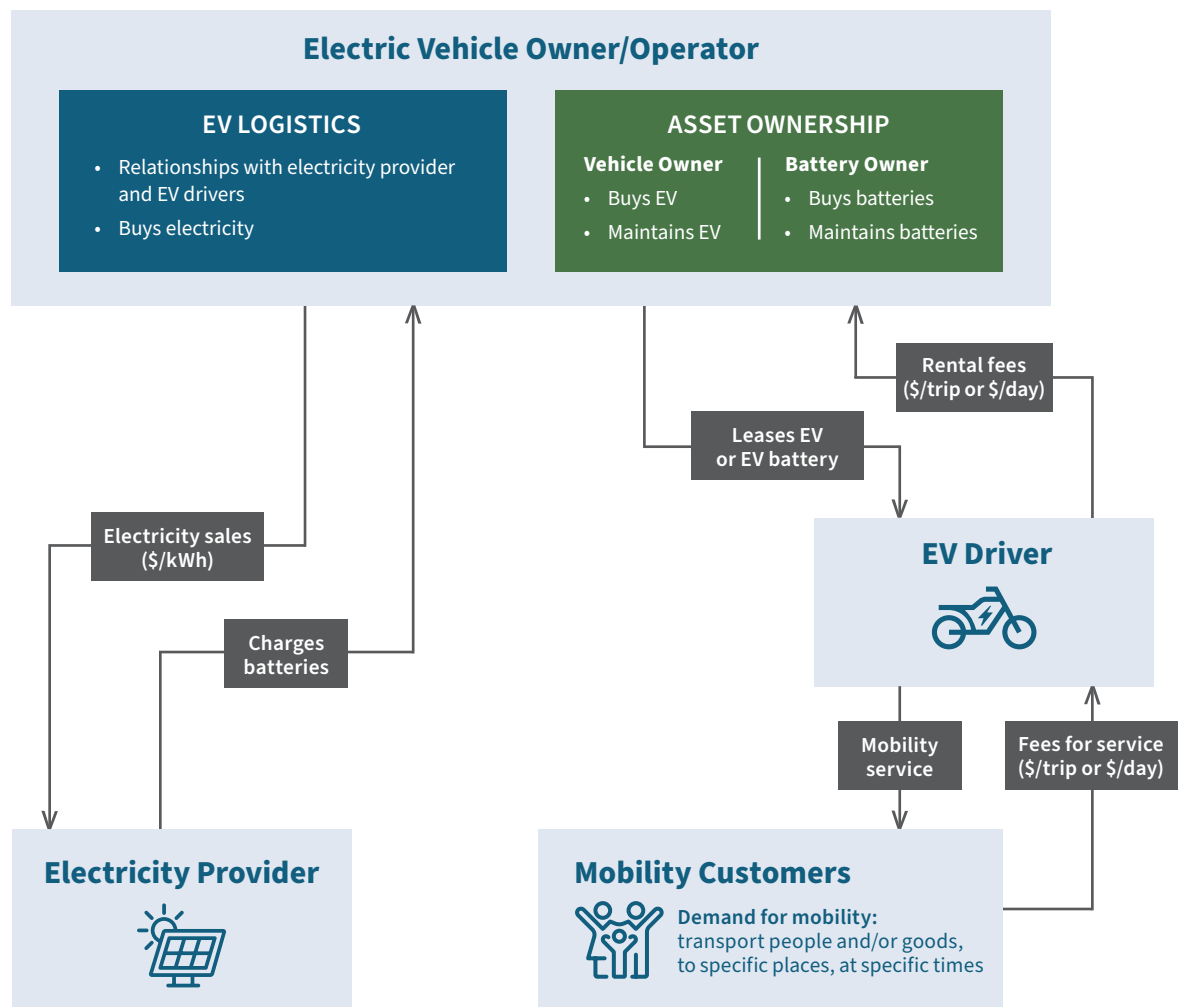 Electric Vehicle Owner/Operator
EV LOGISTICS
• Relationships with electricity provider
and EV drivers
• Buys electricity
ASSET OWNERSHIP
Vehicle Owner
• Buys EV
• Maintains EV
Battery Owner
• Buys batteries
• Maintains batteries
Rental fees
($/trip or $/day)
Leases EV
or EV battery
Electricity sales
($/kWh)
Charges
batteries
EV Driver
Mobility
service
Fees for service
($/trip or $/day)
Electricity Provider
Mobility Customers
Demand for mobility:
transport people and/or goods,
to specific places, at specific times